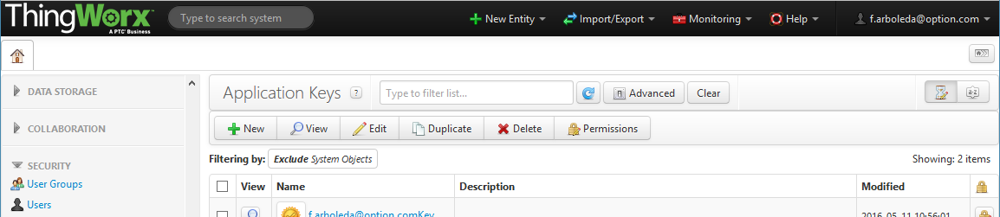 ThingWorx™
A PTC® Business
Type to search system
New Entity
Import/Export
Monitoring
Help
f.arboleda@option.com
DATA STORAGE
COLLABORATION
SECURITY
User Groups
Users
Application Keys
?
Type to filter list...
Advanced
Clear
a-z
New
View
Edit
Duplicate
Delete
Permissions
Filtering by:
Exclude System Objects
Showing: 2 items
View
Name
Description
Modified
f.arboleda@option.comKey
2016-05-11 10:56:01